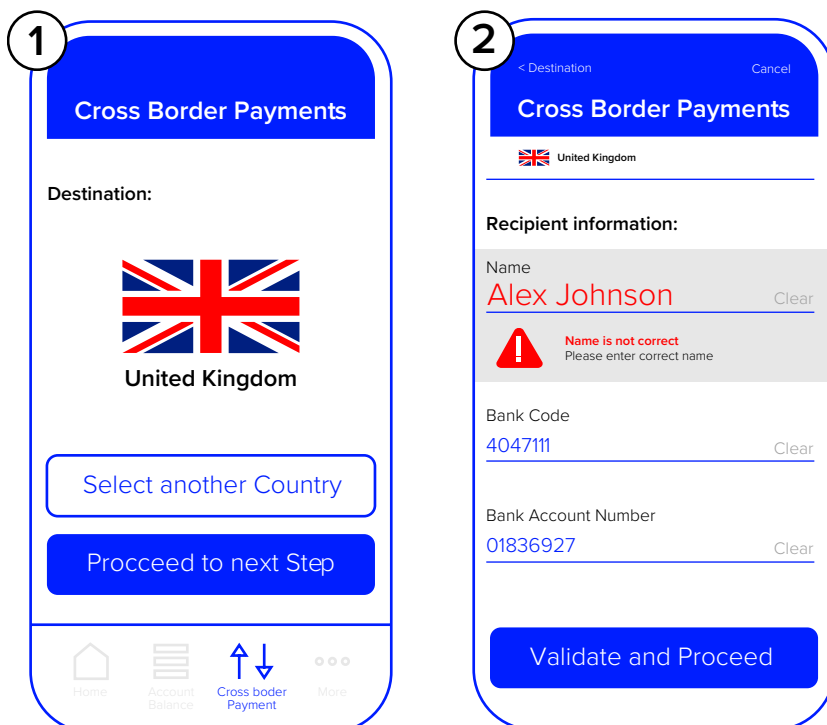 1
Cross Border Payments
Destination:
United Kingdom
Select another Country
Procceed to next Step
Home
Account
Balance
Cross boder
Payment
More
2
< Destination
Cancel
Cross Border Payments
United Kingdom
Recipient information:
Name
Alex Johnson
Clear
Name is not correct
Please enter correct name
Bank Code
4047111
Clear
Bank Account Number
01836927
Clear
Validate and Proceed